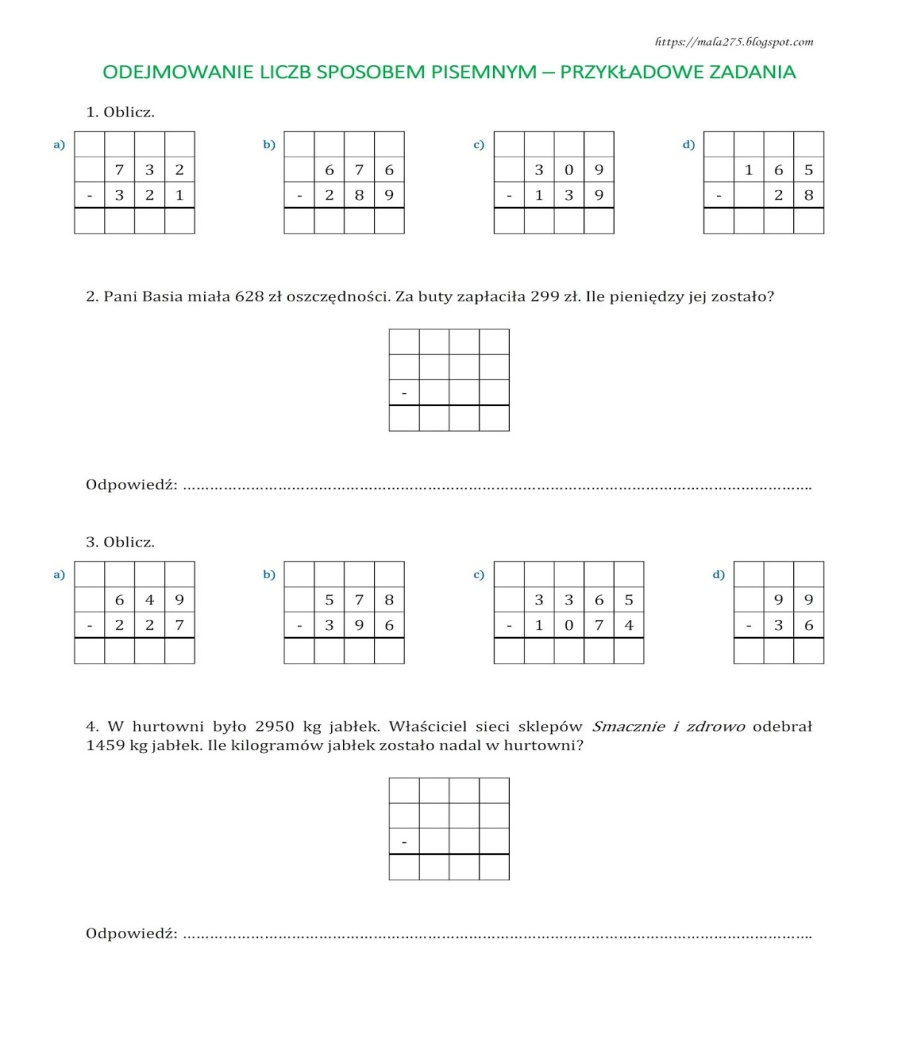 https://mala275.blogspot.com
ODEJMOWANIE LICZB SPOSOBEM PISEMNYM – PRZYKŁADOWE ZADANIA
1. Oblicz.
a) b) c) d)
7 3 2 6 7 6 3 0 9 1 6 5
- 3 2 1 - 2 8 9 - 1 3 9 - 2 8
2. Pani Basia miała 628 zł oszczędności. Za buty zapłaciła 299 zł. Ile pieniędzy jej zostało?
-
Odpowiedź: ................................................................................
3. Oblicz.
a) b) c) d)
6 4 9 5 7 8 3 3 6 5 9 9
- 2 2 7 - 3 9 6 - 1 0 7 4 - 3 6
4. W hurtowni było 2950 kg jabłek. Właściciel sieci sklepów Smacznie i zdrowo odebrał
1459 kg jabłek. Ile kilogramów jabłek zostało nadal w hurtowni?
-
Odpowiedź: ................................................................................